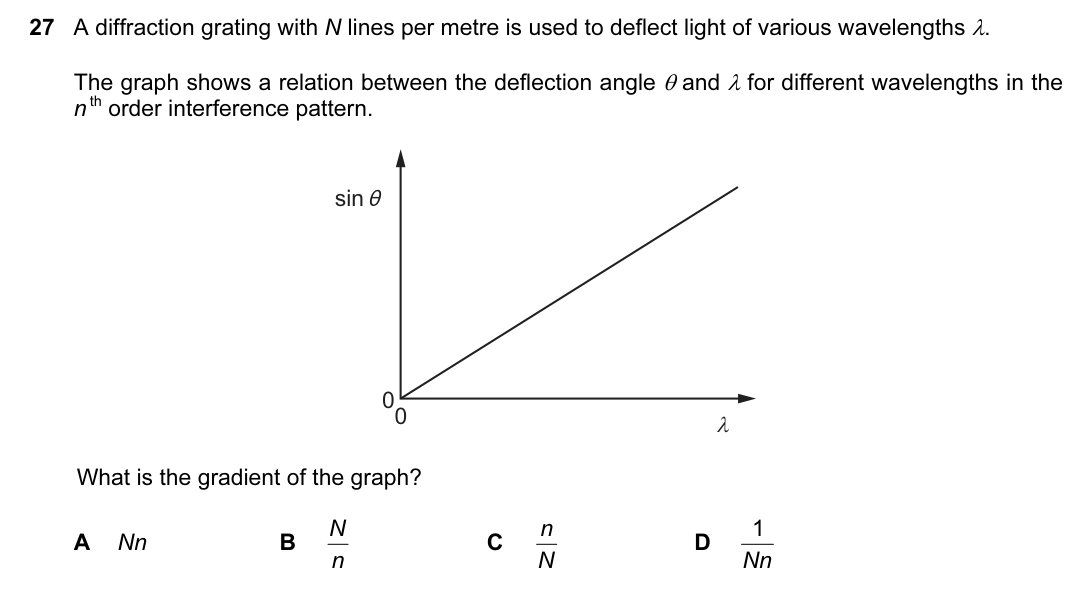 27 A diffraction grating with N lines per metre is used to deflect light of various wavelengths λ.
The graph shows a relation between the deflection angle θ and λ for different wavelengths in the
nth order interference pattern.
sin θ
0
0
λ
What is the gradient of the graph?
A Nn B N/n C n/N D 1/Nn